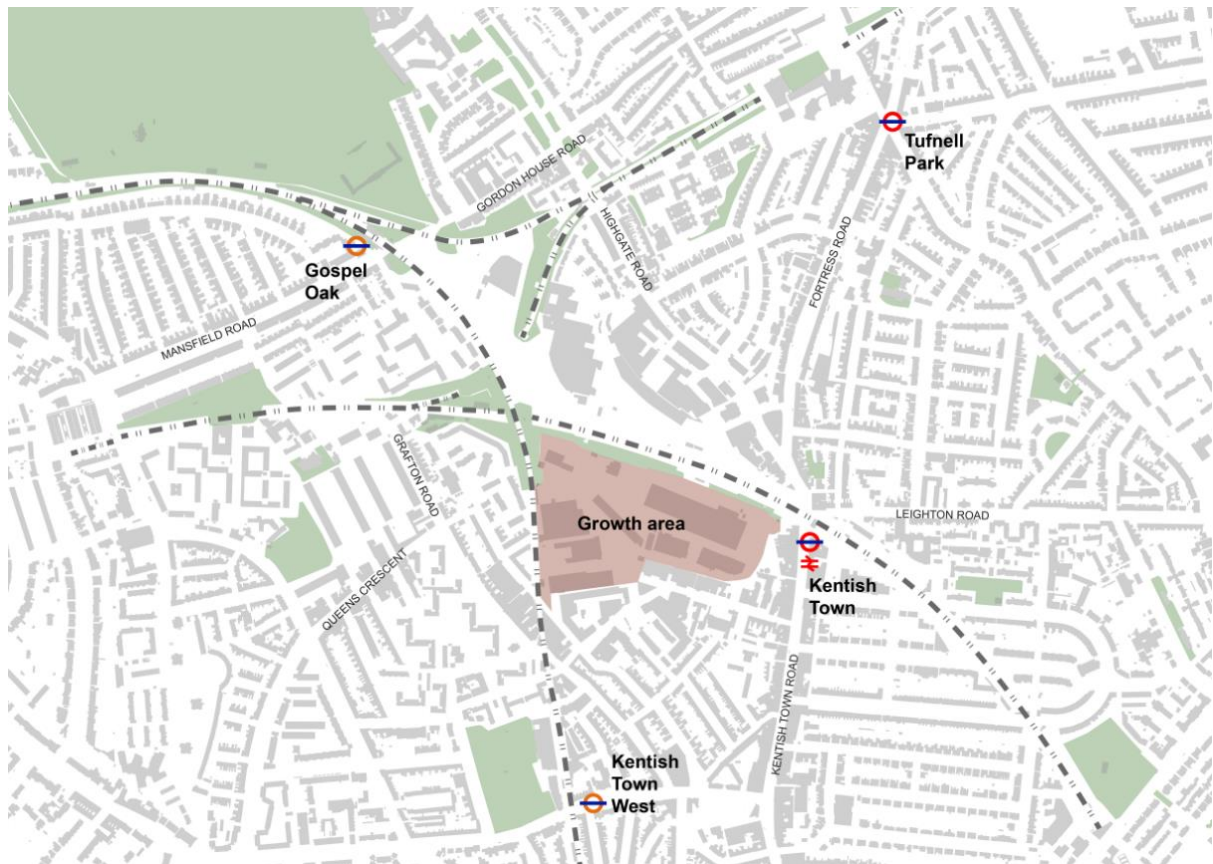 Tufnell
Park
GORDON HOUSE ROAD
HIGHGATE ROAD
FORTRESS ROAD
Gospel
Oak
MANSFIELD ROAD
GRAFTON ROAD
LEIGHTON ROAD
Growth area
Kentish
Town
QUEENS CRESCENT
KENTISH TOWN ROAD
Kentish
Town
West